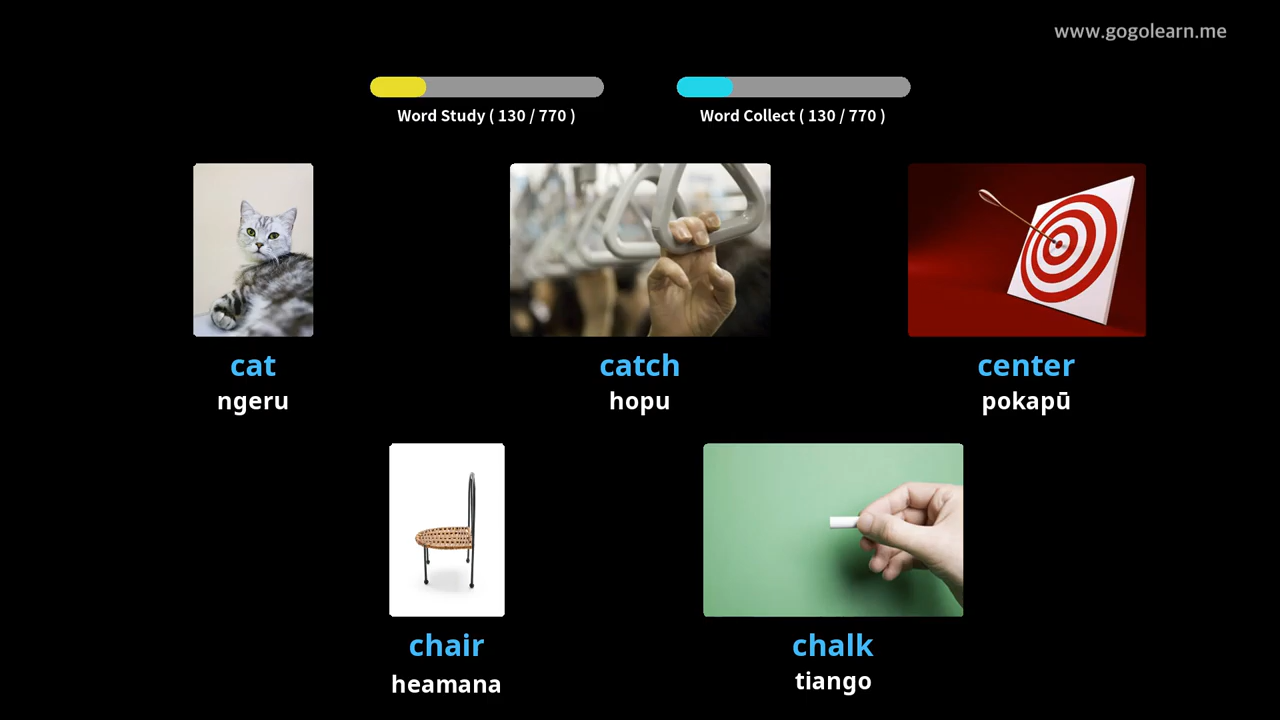 www.gogolearn.me
Word Study ( 130 / 770 )
Word Collect ( 130 / 770 )
cat
ngeru
catch
hopu
center
pokapū
chair
heamana
chalk
tiango